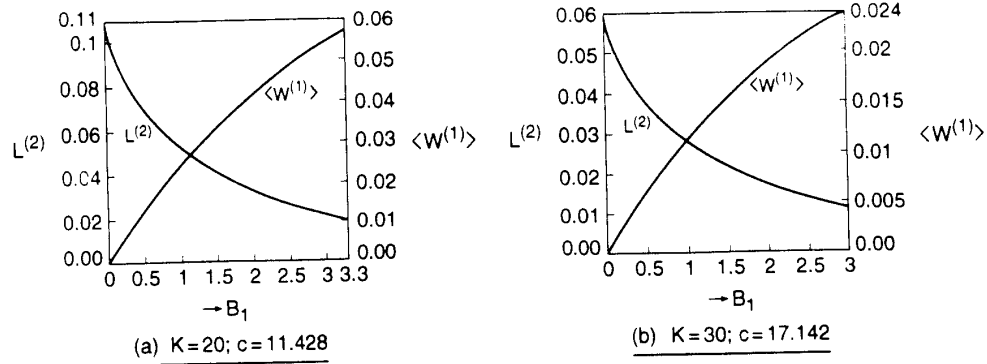 0.11
0.1
0.08
0.06
0.04
0.02
0.00
L(2)
0.06
0.05
0.04
0.03
0.02
0.01
0.00
<W(1)>
<W(1)>
L(2)
0 0.5 1 1.5 2 2.5 3 3.3
→B1
(a) K=20; c=11.428
0.06
0.05
0.04
0.03
0.02
0.01
0.00
L(2)
0.024
0.02
0.015
0.01
0.005
0.00
<W(1)>
<W(1)>
L(2)
0 0.5 1 1.5 2 2.5 3
→B1
(b) K=30; c=17.142